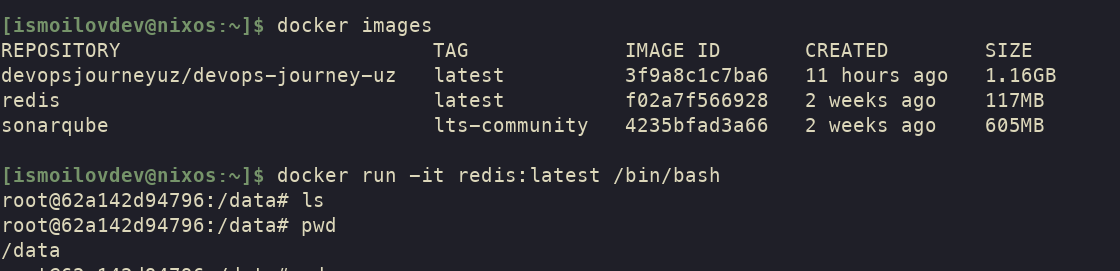 [ismoilovdev@nixos:~]$ docker images
REPOSITORY TAG IMAGE ID CREATED SIZE
devopsjourneyuz/devops-journey-uz latest 3f9a8c1c7ba6 11 hours ago 1.16GB
redis latest f02a7f566928 2 weeks ago 117MB
sonarqube lts-community 4235bfad3a66 2 weeks ago 605MB
[ismoilovdev@nixos:~]$ docker run -it redis:latest /bin/bash
root@62a142d94796:/data# ls
root@62a142d94796:/data# pwd
/data